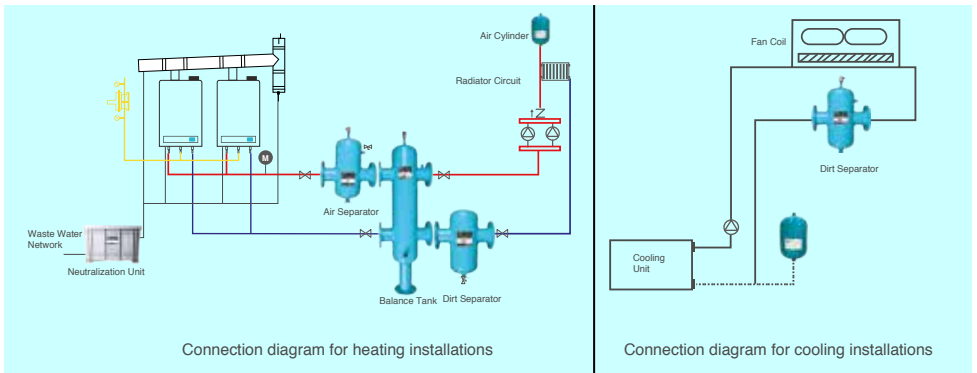 Air Cylinder
Radiator Circuit
M
Air Separator
Waste Water
Network
Neutralization Unit
Balance Tank
Dirt Separator
Connection diagram for heating installations
Fan Coil
Dirt Separator
Cooling
Unit
Connection diagram for cooling installations